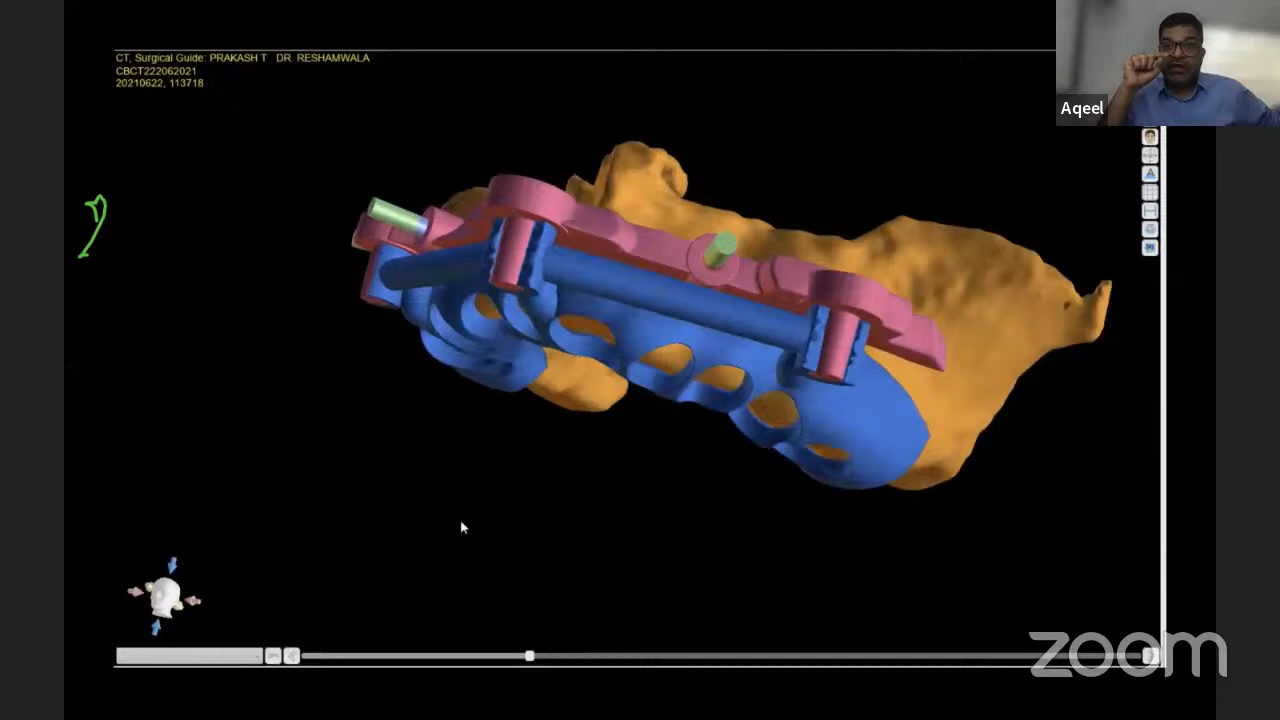 CT, Surgical Guide: PRAKASH T DR. RESHAMWALA
CBCT222062021
20210622, 113718
Aqeel
zoom